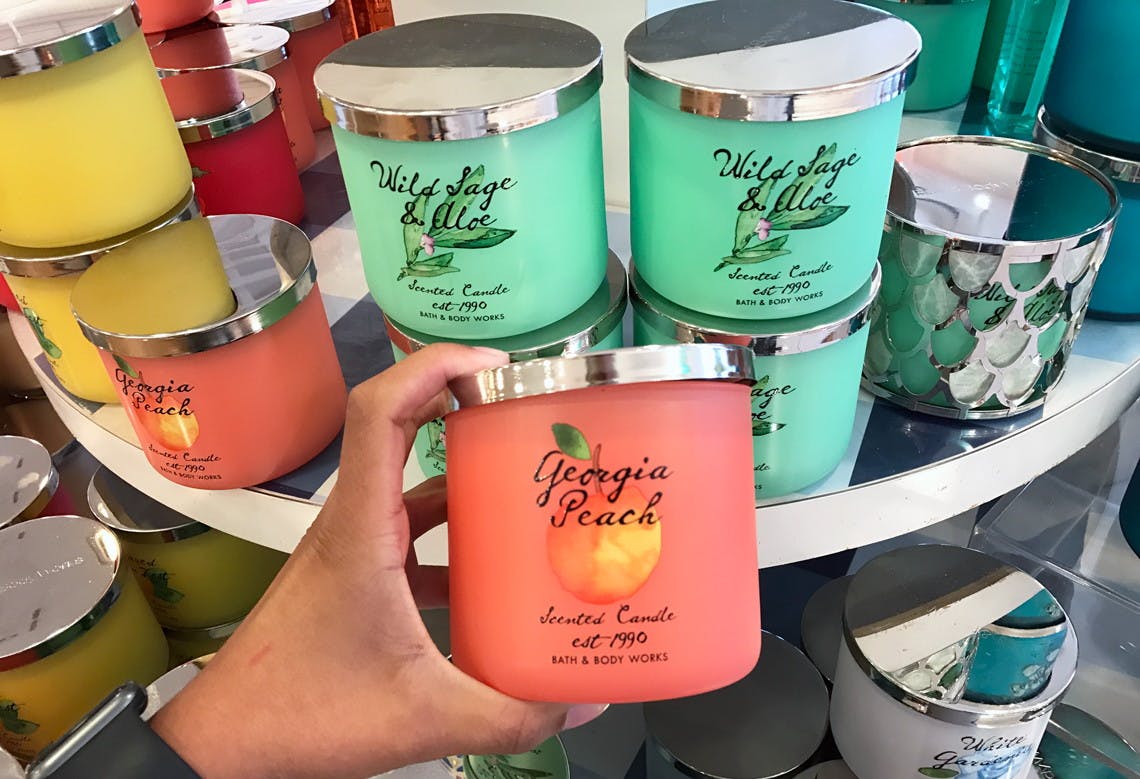 Wild Sage
& Aloe
Scented Candle
est-1990
BATH & BODY WORKS
Wild Sage
& Aloe
Scented Candle
est-1990
BATH & BODY WORKS
Georgia
Peach
Scented Candle
est-1990
BATH & BODY WORKS
Georgia
Peach
Scented Candle
est-1990
BATH & BODY WORKS
& Aloe
White